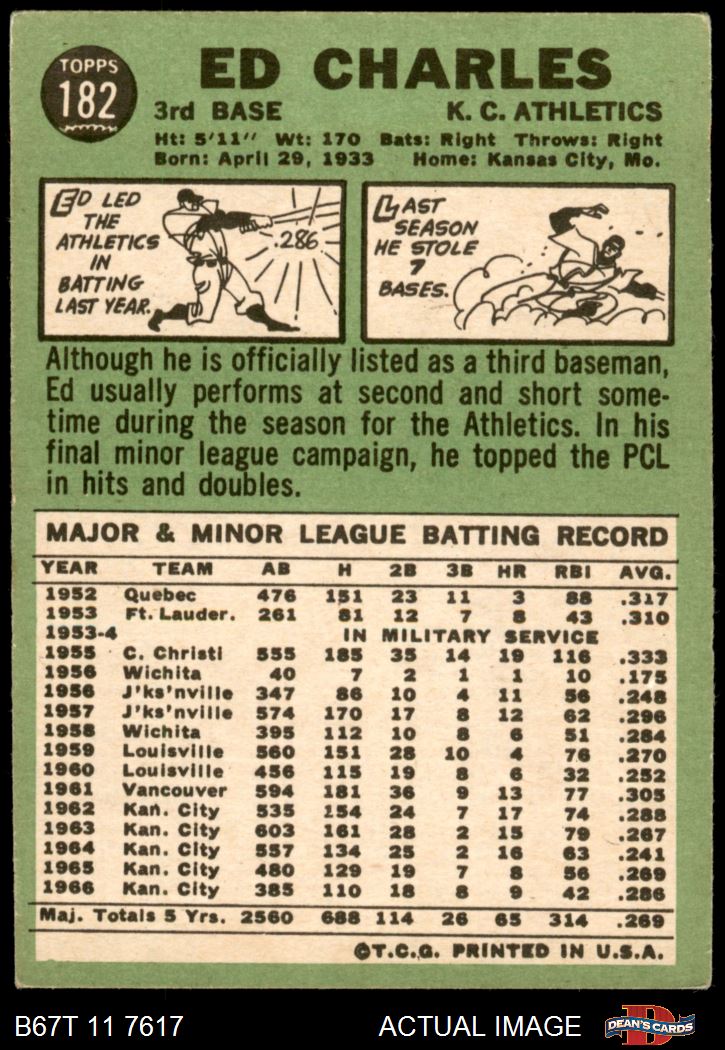 TOPPS
182
ED CHARLES
3rd BASE K. C. ATHLETICS
Ht: 5'11" Wt: 170 Bats: Right Throws: Right
Born: April 29, 1933 Home: Kansas City, Mo.
ED LED
THE
ATHLETICS
IN
BATTING
LAST YEAR.
.286
LAST
SEASON
HE STOLE
7
BASES.
Although he is officially listed as a third baseman,
Ed usually performs at second and short some-
time during the season for the Athletics. In his
final minor league campaign, he topped the PCL
in hits and doubles.
MAJOR & MINOR LEAGUE BATTING RECORD
YEAR TEAM AB H 2B 3B HR RBI AVG.
1952 Quebec 476 151 23 11 3 88 .317
1953 Ft. Lauder. 261 81 12 7 8 43 .310
1953-4 IN MILITARY SERVICE
1955 C. Christi 555 185 35 14 19 116 .333
1956 Wichita 40 7 2 1 1 10 .175
1956 J'ks'nville 347 86 10 4 11 56 .248
1957 J'ks'nville 574 170 17 8 12 62 .296
1958 Wichita 395 112 10 8 6 51 .284
1959 Louisville 560 151 28 10 4 76 .270
1960 Louisville 456 115 19 8 6 32 .252
1961 Vancouver 594 181 36 9 13 77 .305
1962 Kan. City 535 154 24 7 17 74 .288
1963 Kan. City 603 161 28 2 15 79 .267
1964 Kan. City 557 134 25 2 16 63 .241
1965 Kan. City 480 129 19 7 8 56 .269
1966 Kan. City 385 110 18 8 9 42 .286
Maj. Totals 5 Yrs. 2560 688 114 26 65 314 .269
©T.C.G. PRINTED IN U.S.A.
B67T 11 7617 ACTUAL IMAGE
D
DEAN'S CARDS